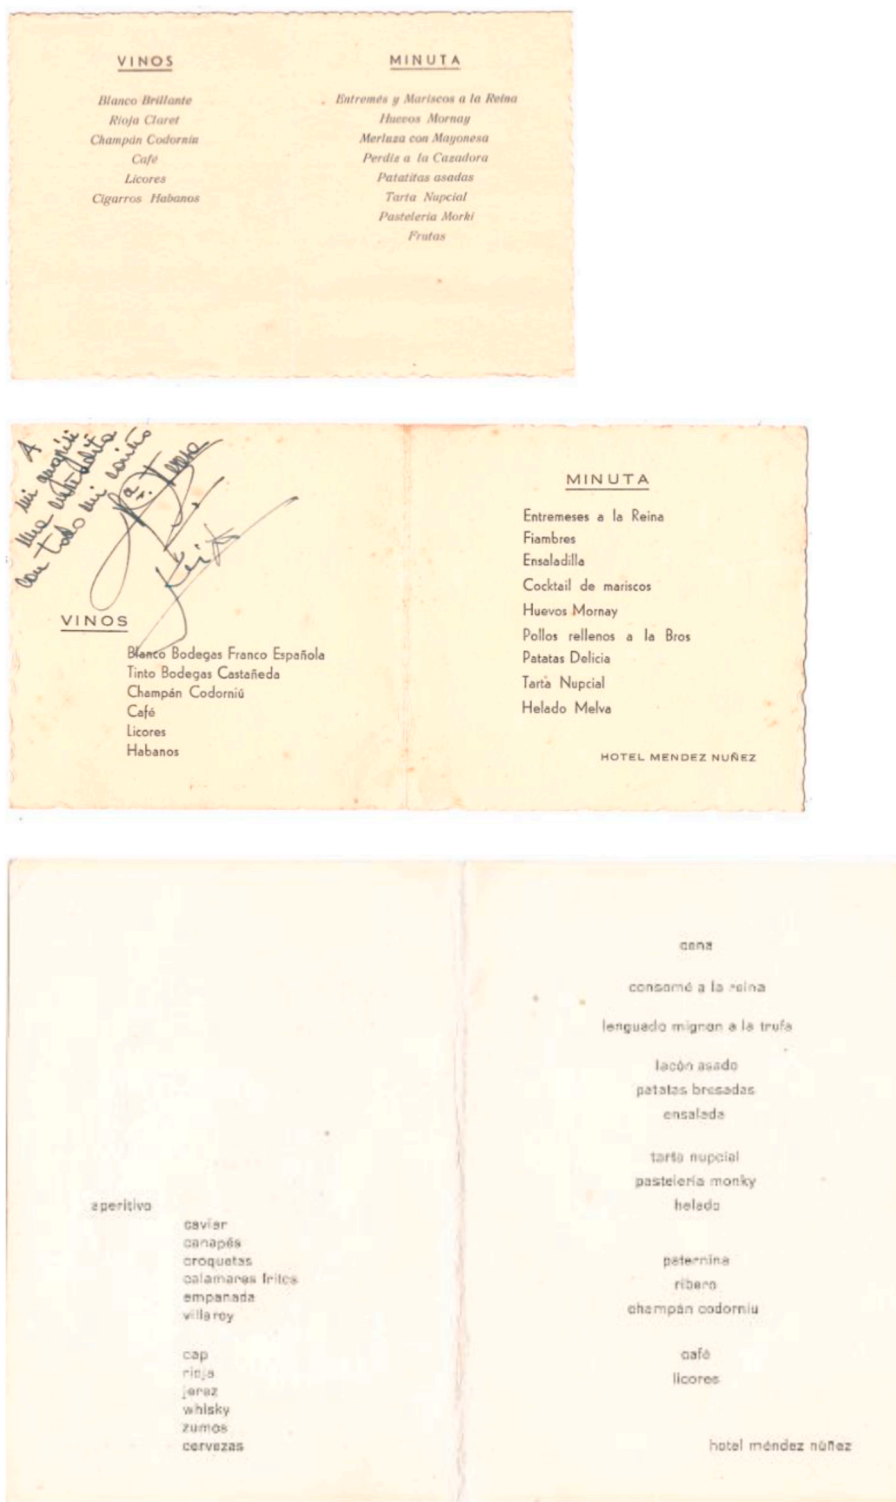 VINOS
Blanco Brillante
Rioja Claret
Champán Codorníu
Café
Licores
Cigarros Habanos
MINUTA
Entremés y Mariscos a la Reina
Huevos Mornay
Merluza con Mayonesa
Perdiz a la Cazadora
Patatitas asadas
Tarta Nupcial
Pastelería Morki
Frutas
A
mi
una
con todo mi cariño
VINOS
Blanco Bodegas Franco Española
Tinto Bodegas Castañeda
Champán Codorniú
Café
Licores
Habanos
MINUTA
Entremeses a la Reina
Fiambres
Ensaladilla
Cocktail de mariscos
Huevos Mornay
Pollos rellenos a la Bros
Patatas Delicia
Tarta Nupcial
Helado Melva
HOTEL MENDEZ NUÑEZ
aperitivo
caviar
canapés
croquetas
calamares fritos
empanada
villaroy
cap
rioja
jerez
whisky
zumos
cervezas
cena
consomé a la reina
lenguado mignon a la trufa
lacón asado
patatas bresadas
ensalada
tarta nupcial
pastelería monky
helado
paternina
ribero
champán codorniu
café
licores
hotel méndez núñez